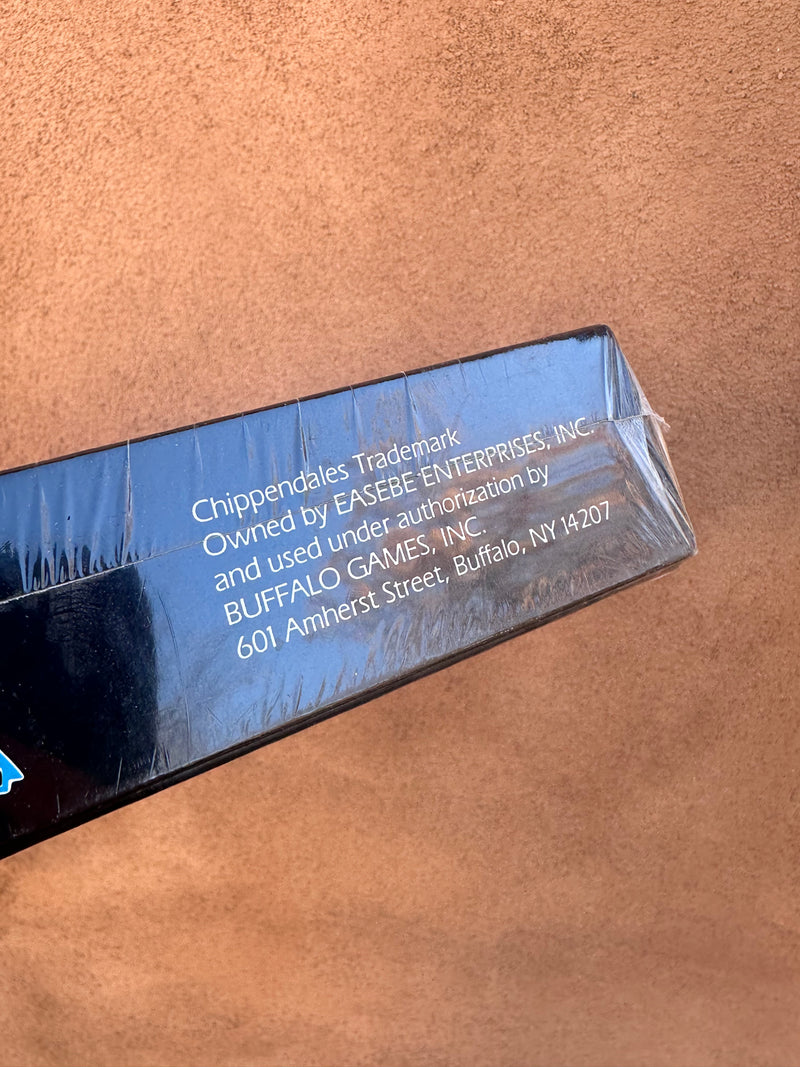 Chippendales Trademark
Owned by EASEBE ENTERPRISES, INC.
and used under authorization by
BUFFALO GAMES, INC.
601 Amherst Street, Buffalo, NY 14207